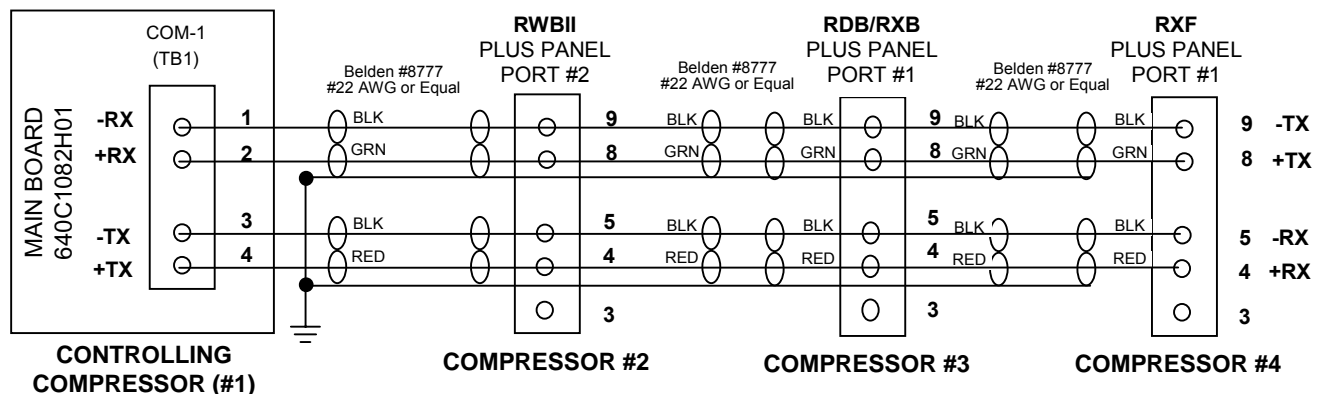 MAIN BOARD
640C1082H01
COM-1
(TB1)
-RX
+RX
-TX
+TX
1
2
3
4
CONTROLLING
COMPRESSOR (#1)
Belden #8777
#22 AWG or Equal
BLK
GRN
BLK
RED
RWBII
PLUS PANEL
PORT #2
9
8
5
4
3
COMPRESSOR #2
Belden #8777
#22 AWG or Equal
BLK
BLK
GRN
GRN
BLK
BLK
RED
RED
RDB/RXB
PLUS PANEL
PORT #1
9
8
5
4
3
COMPRESSOR #3
Belden #8777
#22 AWG or Equal
BLK
BLK
GRN
GRN
BLK
BLK
RED
RED
RXF
PLUS PANEL
PORT #1
9 -TX
8 +TX
5 -RX
4 +RX
3
COMPRESSOR #4